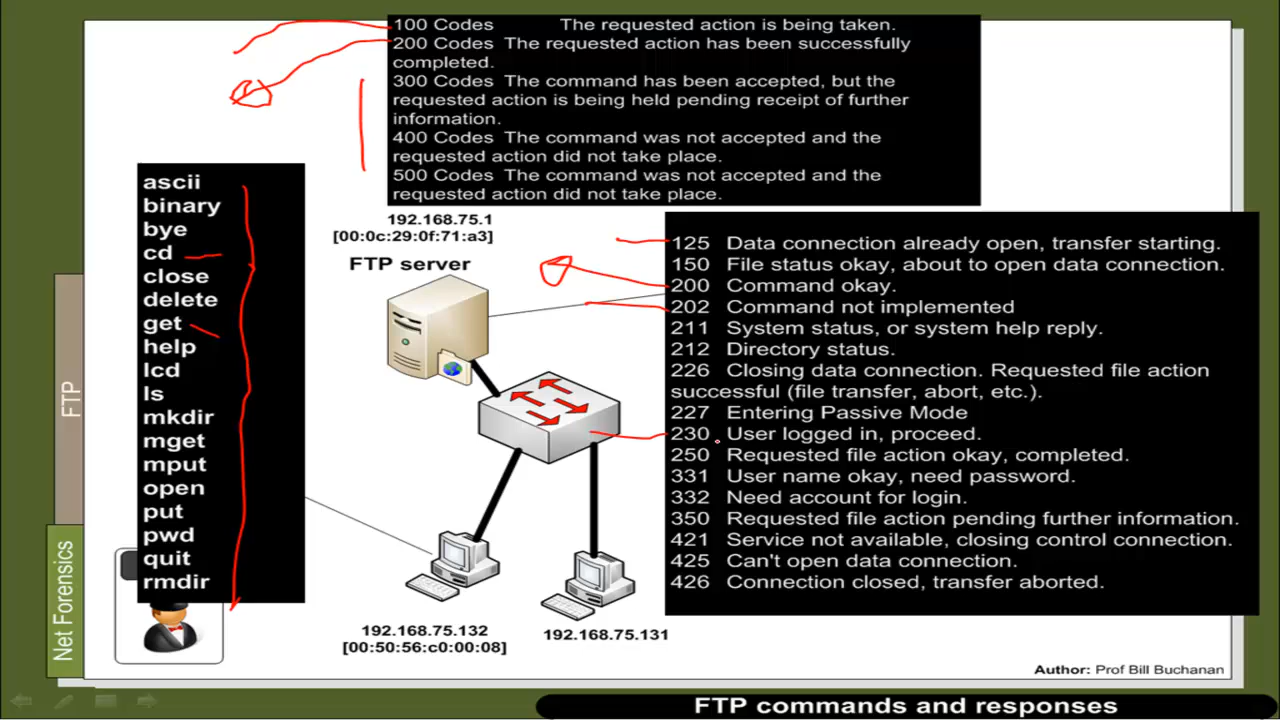 100 Codes The requested action is being taken.
200 Codes The requested action has been successfully
completed.
300 Codes The command has been accepted, but the
requested action is being held pending receipt of further
information.
400 Codes The command was not accepted and the
requested action did not take place.
500 Codes The command was not accepted and the
requested action did not take place.
ascii
binary
bye
cd
close
delete
get
help
lcd
ls
mkdir
mget
mput
open
put
pwd
quit
rmdir
192.168.75.1
[00:0c:29:0f:71:a3]
FTP server
125 Data connection already open, transfer starting.
150 File status okay, about to open data connection.
200 Command okay.
202 Command not implemented
211 System status, or system help reply.
212 Directory status.
226 Closing data connection. Requested file action
successful (file transfer, abort, etc.).
227 Entering Passive Mode
230 User logged in, proceed.
250 Requested file action okay, completed.
331 User name okay, need password.
332 Need account for login.
350 Requested file action pending further information.
421 Service not available, closing control connection.
425 Can't open data connection.
426 Connection closed, transfer aborted.
192.168.75.132
[00:50:56:c0:00:08]
192.168.75.131
FTP
Net Forensics
Author: Prof Bill Buchanan
FTP commands and responses